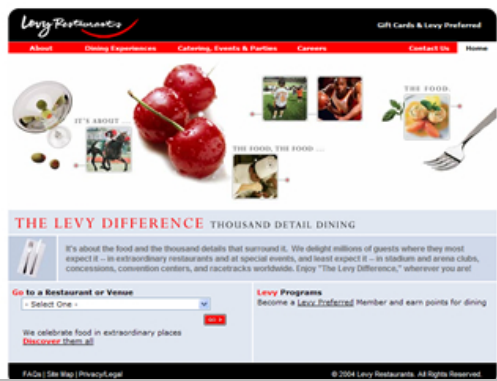 Levy Restaurants
Gift Cards & Levy Preferred
About Dining Experiences Catering, Events & Parties Careers Contact Us Home
IT'S ABOUT ...
THE FOOD, THE FOOD ...
THE FOOD.
THE LEVY DIFFERENCE THOUSAND DETAIL DINING
It's about the food and the thousand details that surround it. We delight millions of guests where they most
expect it -- in extraordinary restaurants and at special events, and least expect it -- in stadium and arena clubs,
concessions, convention centers, and racetracks worldwide. Enjoy "The Levy Difference," wherever you are!
Go to a Restaurant or Venue
- Select One -
GO >
We celebrate food in extraordinary places
Discover them all
Levy Programs
Become a Levy Preferred Member and earn points for dining
FAQs | Site Map | Privacy/Legal
© 2004 Levy Restaurants. All Rights Reserved.